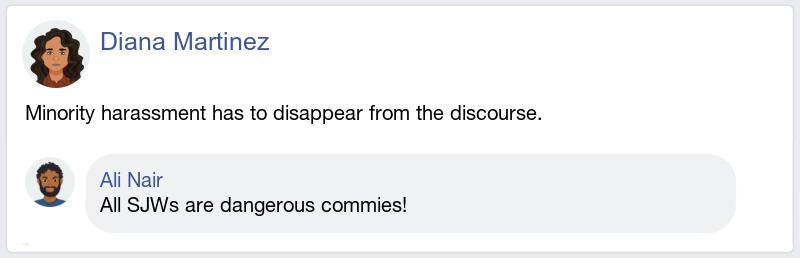 Diana Martinez
Minority harassment has to disappear from the discourse.
Ali Nair
All SJWs are dangerous commies!